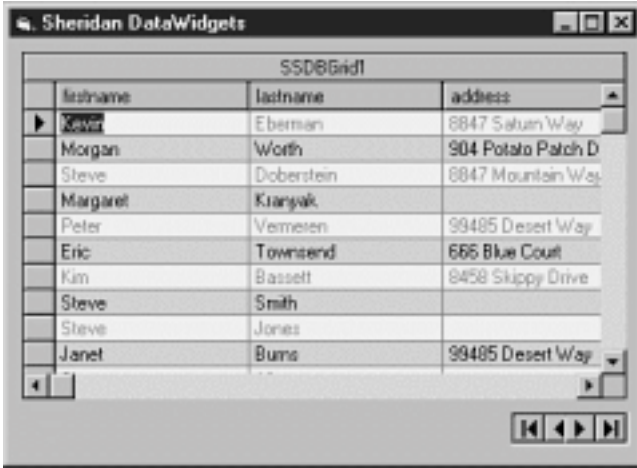 Sheridan DataWidgets
SSDBGrid1
firstname lastname address
Kevin Eberman 8847 Saturn Way
Morgan Worth 904 Potato Patch D
Steve Doberstein 8847 Mountain Way
Margaret Kranyak
Peter Vermeren 99485 Desert Way
Eric Townsend 666 Blue Court
Kim Bassett 8458 Skippy Drive
Steve Smith
Steve Jones
Janet Burns 99485 Desert Way